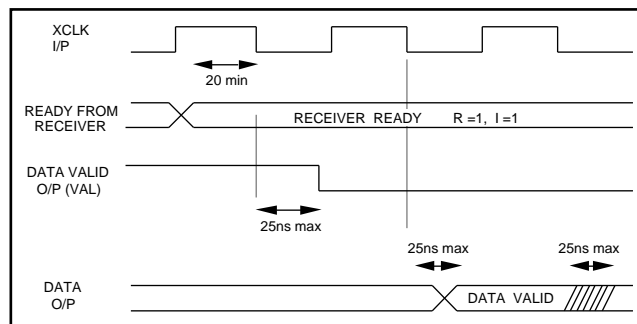 XCLK
I/P
20 min
READY FROM
RECEIVER
RECEIVER READY R =1, I =1
DATA VALID
O/P (VAL)
25ns max
25ns max
25ns max
DATA
O/P
DATA VALID